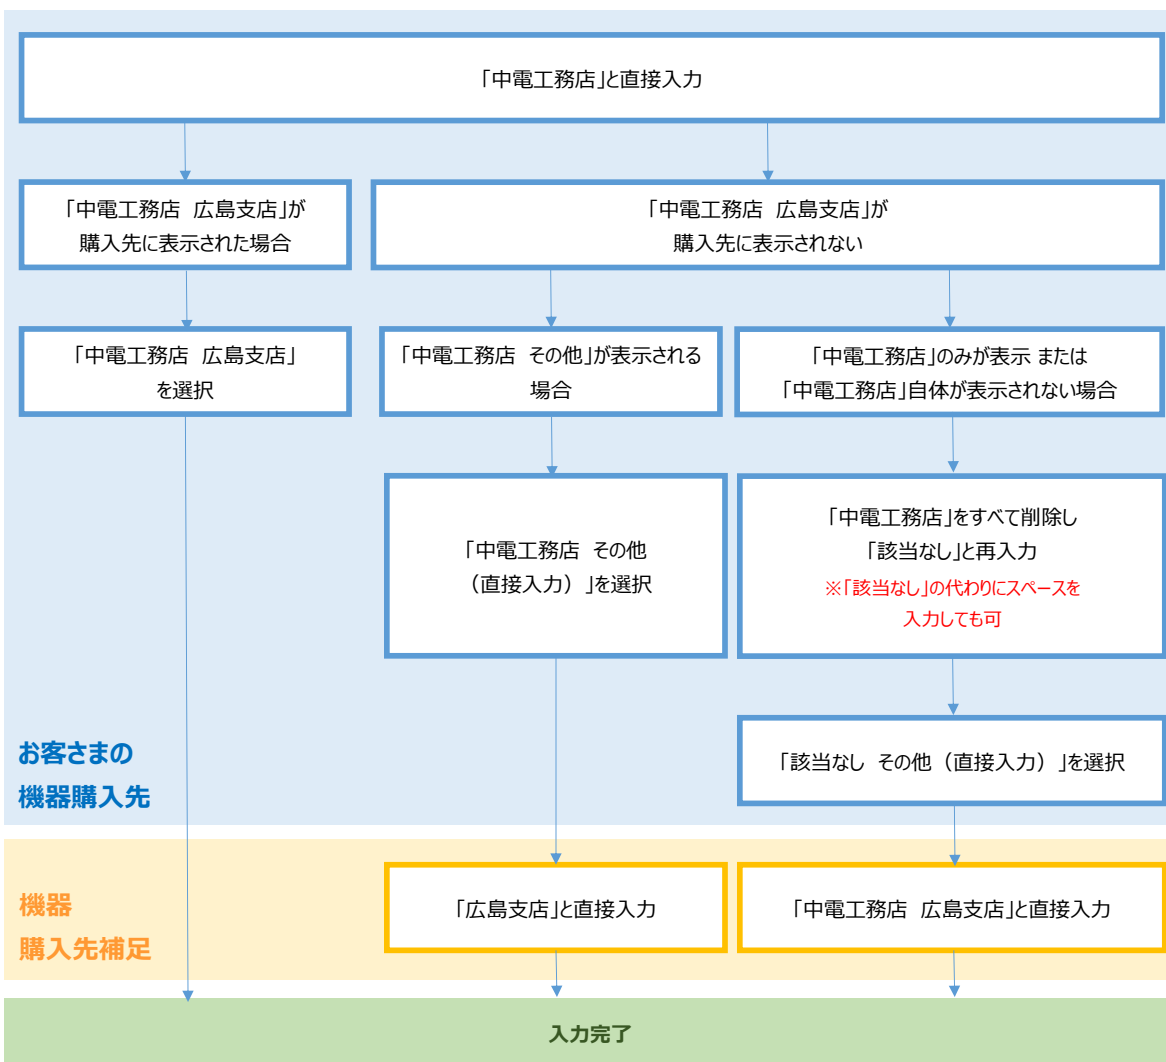 「中電工務店」と直接入力
「中電工務店　広島支店」が
購入先に表示された場合
「中電工務店　広島支店」が
購入先に表示されない
「中電工務店　広島支店」
を選択
「中電工務店　その他」が表示される
場合
「中電工務店」のみが表示 または
「中電工務店」自体が表示されない場合
「中電工務店　その他
（直接入力）」を選択
「中電工務店」をすべて削除し
「該当なし」と再入力
※「該当なし」の代わりにスペースを
入力しても可
「該当なし　その他（直接入力）」を選択
お客さまの
機器購入先
機器
購入先補足
「広島支店」と直接入力
「中電工務店　広島支店」と直接入力
入力完了